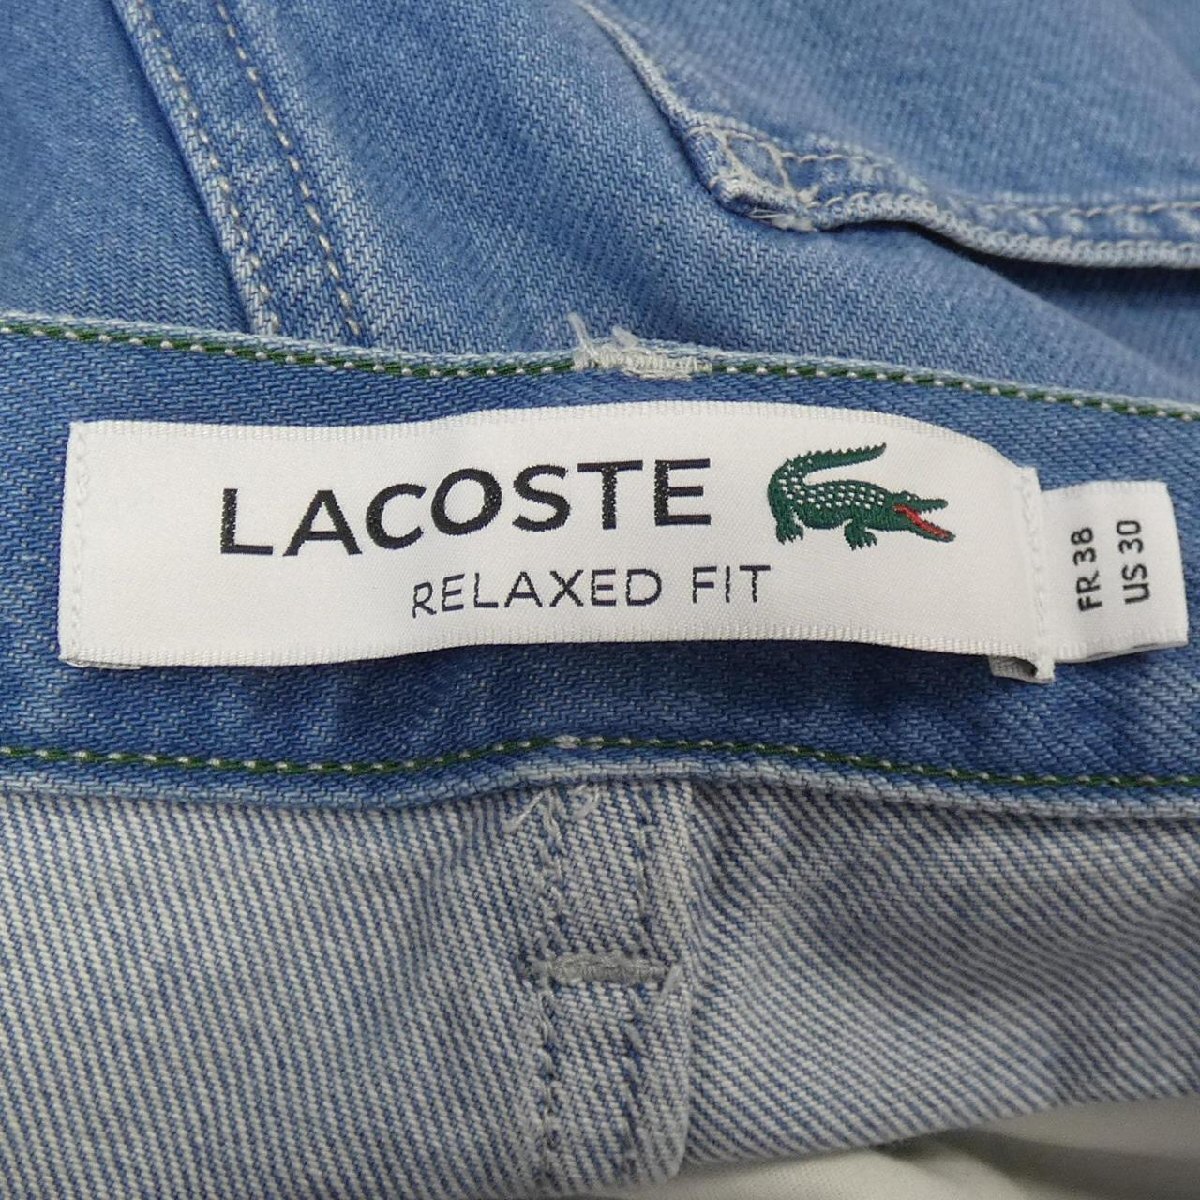 LACOSTE
RELAXED FIT
FR 38
US 30